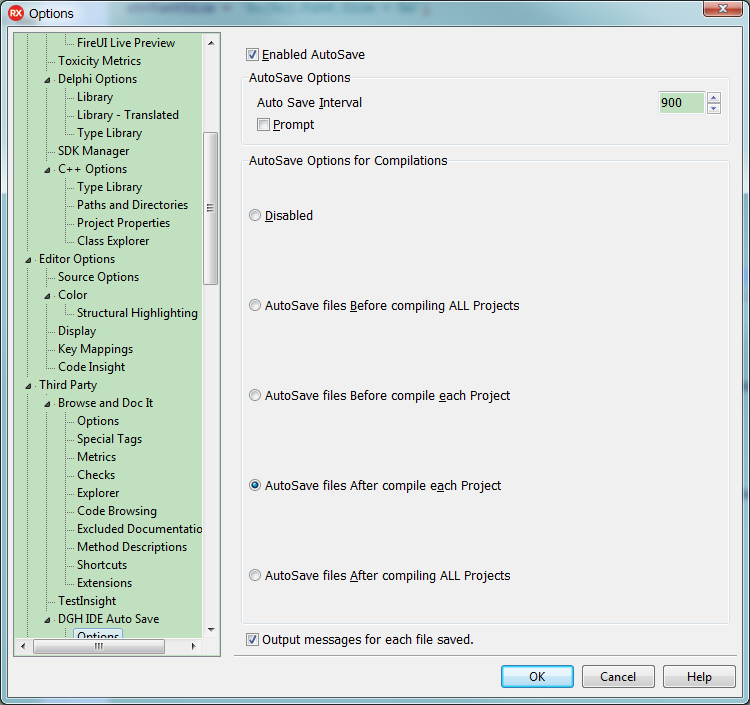 RX Options
FireUI Live Preview
Toxicity Metrics
Delphi Options
Library
Library - Translated
Type Library
SDK Manager
C++ Options
Type Library
Paths and Directories
Project Properties
Class Explorer
Editor Options
Source Options
Color
Structural Highlighting
Display
Key Mappings
Code Insight
Third Party
Browse and Doc It
Options
Special Tags
Metrics
Checks
Explorer
Code Browsing
Excluded Documentatio
Method Descriptions
Shortcuts
Extensions
TestInsight
DGH IDE Auto Save
Options
Enabled AutoSave
AutoSave Options
Auto Save Interval 900
Prompt
AutoSave Options for Compilations
Disabled
AutoSave files Before compiling ALL Projects
AutoSave files Before compile each Project
AutoSave files After compile each Project
AutoSave files After compiling ALL Projects
Output messages for each file saved.
OK Cancel Help